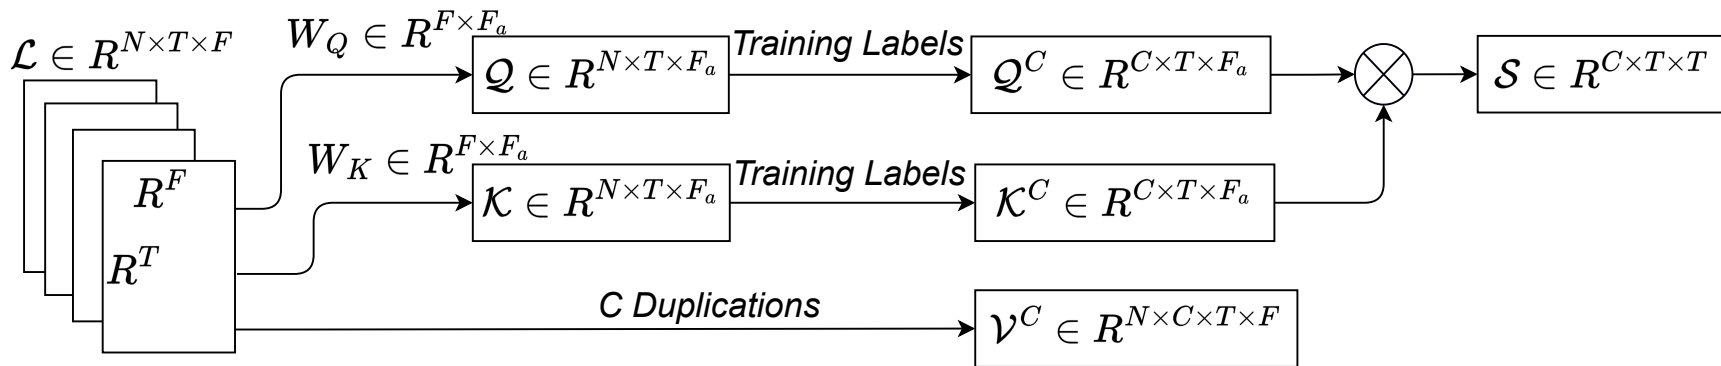 𝓛 ∈ R^{N×T×F}
R^F
R^T
W_Q ∈ R^{F×F_a}
𝒬 ∈ R^{N×T×F_a}
Training Labels
𝒬^C ∈ R^{C×T×F_a}
𝒮 ∈ R^{C×T×T}
W_K ∈ R^{F×F_a}
𝒦 ∈ R^{N×T×F_a}
Training Labels
𝒦^C ∈ R^{C×T×F_a}
C Duplications
𝒱^C ∈ R^{N×C×T×F}